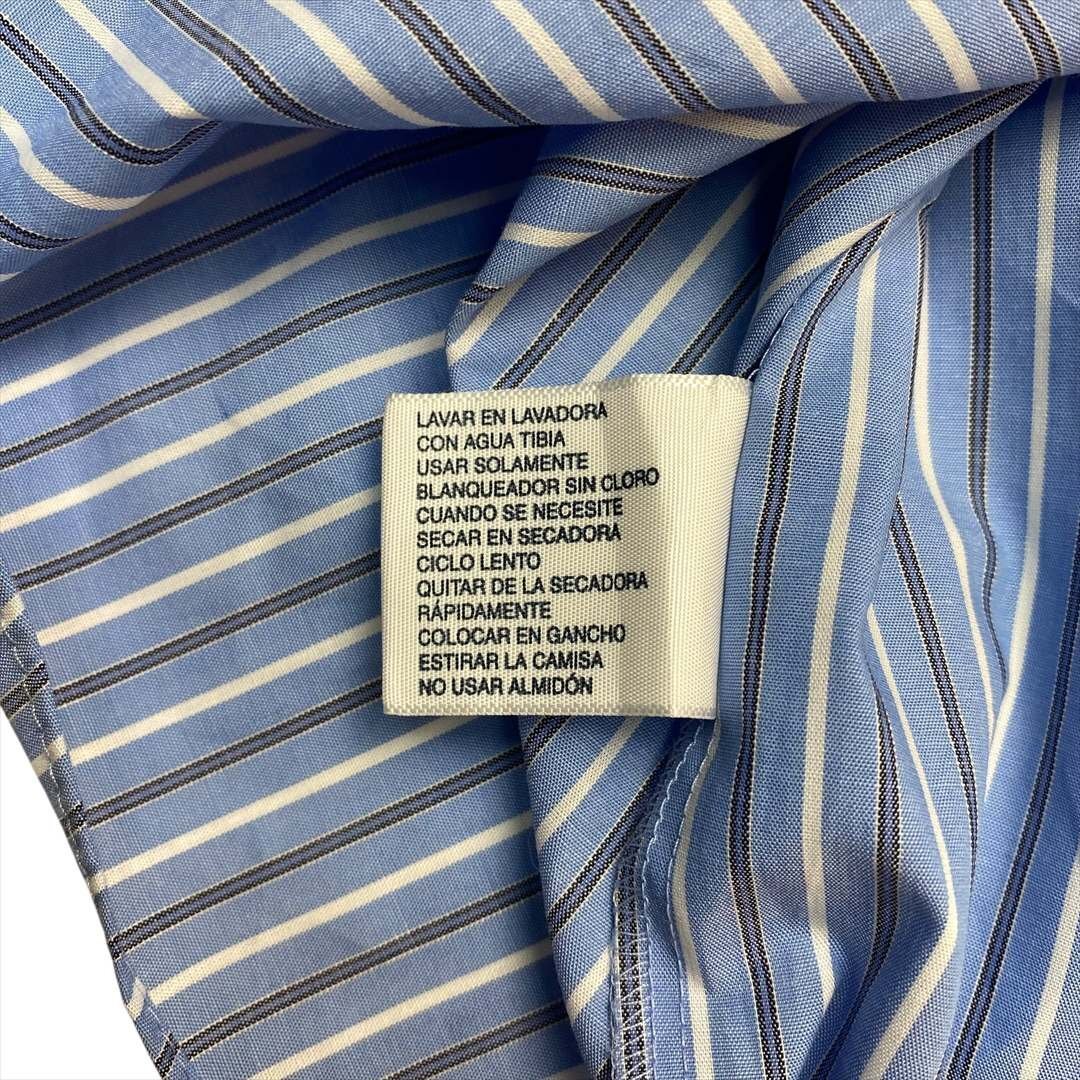 LAVAR EN LAVADORA
CON AGUA TIBIA
USAR SOLAMENTE
BLANQUEADOR SIN CLORO
CUANDO SE NECESITE
SECAR EN SECADORA
CICLO LENTO
QUITAR DE LA SECADORA
RÁPIDAMENTE
COLOCAR EN GANCHO
ESTIRAR LA CAMISA
NO USAR ALMIDÓN